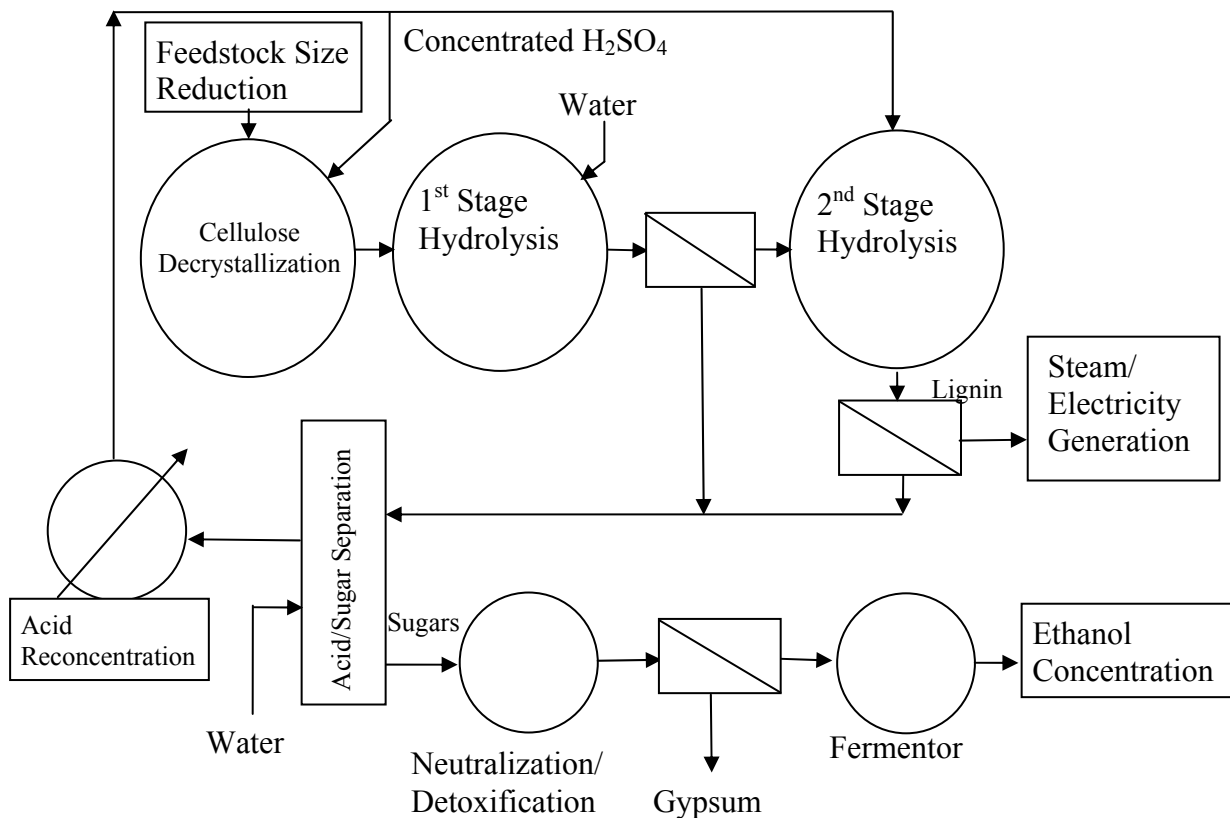 Concentrated H₂SO₄
Feedstock Size
Reduction
Water
Cellulose
Decrystallization
1st Stage
Hydrolysis
2nd Stage
Hydrolysis
Lignin
Steam/
Electricity
Generation
Acid/Sugar Separation
Acid
Reconcentration
Water
Sugars
Neutralization/
Detoxification
Gypsum
Fermentor
Ethanol
Concentration